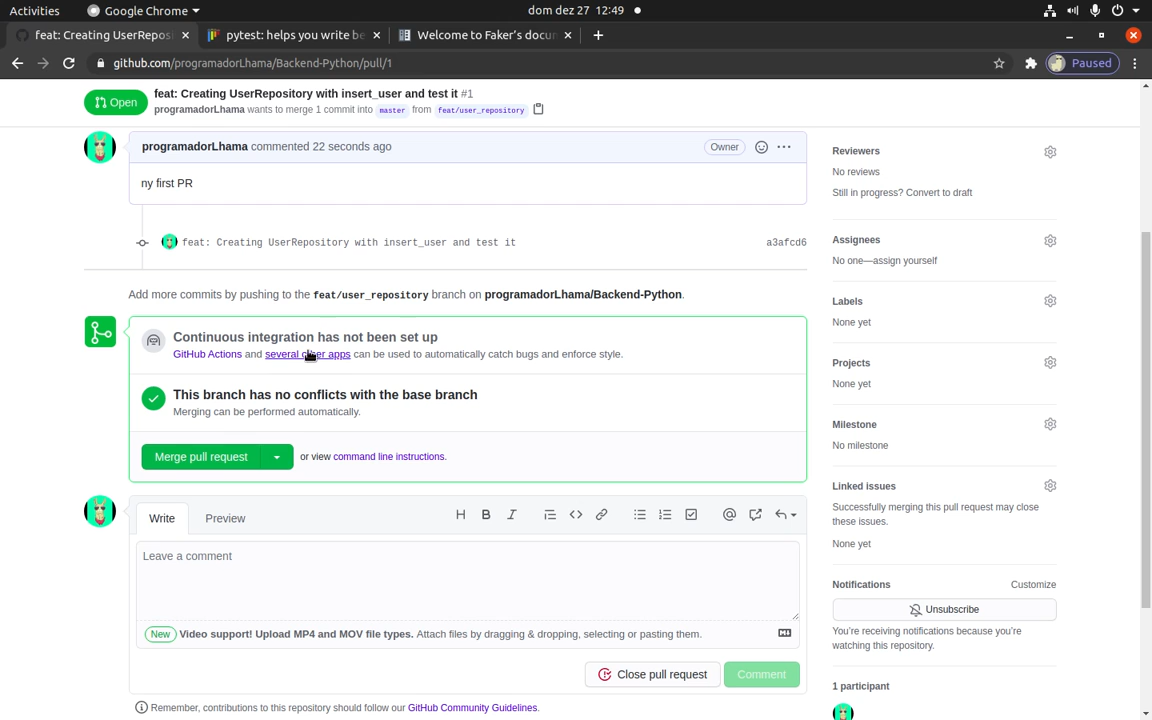 Activities Google Chrome dom dez 27 12:49
feat: Creating UserReposi pytest: helps you write be Welcome to Faker's docum
github.com/programadorLhama/Backend-Python/pull/1 Paused
Open feat: Creating UserRepository with insert_user and test it #1
programadorLhama wants to merge 1 commit into master from feat/user_repository
programadorLhama commented 22 seconds ago Owner
ny first PR
feat: Creating UserRepository with insert_user and test it a3afcd6
Add more commits by pushing to the feat/user_repository branch on programadorLhama/Backend-Python.
Continuous integration has not been set up
GitHub Actions and several other apps can be used to automatically catch bugs and enforce style.
This branch has no conflicts with the base branch
Merging can be performed automatically.
Merge pull request or view command line instructions.
Write Preview
Leave a comment
New Video support! Upload MP4 and MOV file types. Attach files by dragging & dropping, selecting or pasting them.
Close pull request Comment
Remember, contributions to this repository should follow our GitHub Community Guidelines.
Reviewers
No reviews
Still in progress? Convert to draft
Assignees
No one—assign yourself
Labels
None yet
Projects
None yet
Milestone
No milestone
Linked issues
Successfully merging this pull request may close
these issues.
None yet
Notifications Customize
Unsubscribe
You're receiving notifications because you're
watching this repository.
1 participant